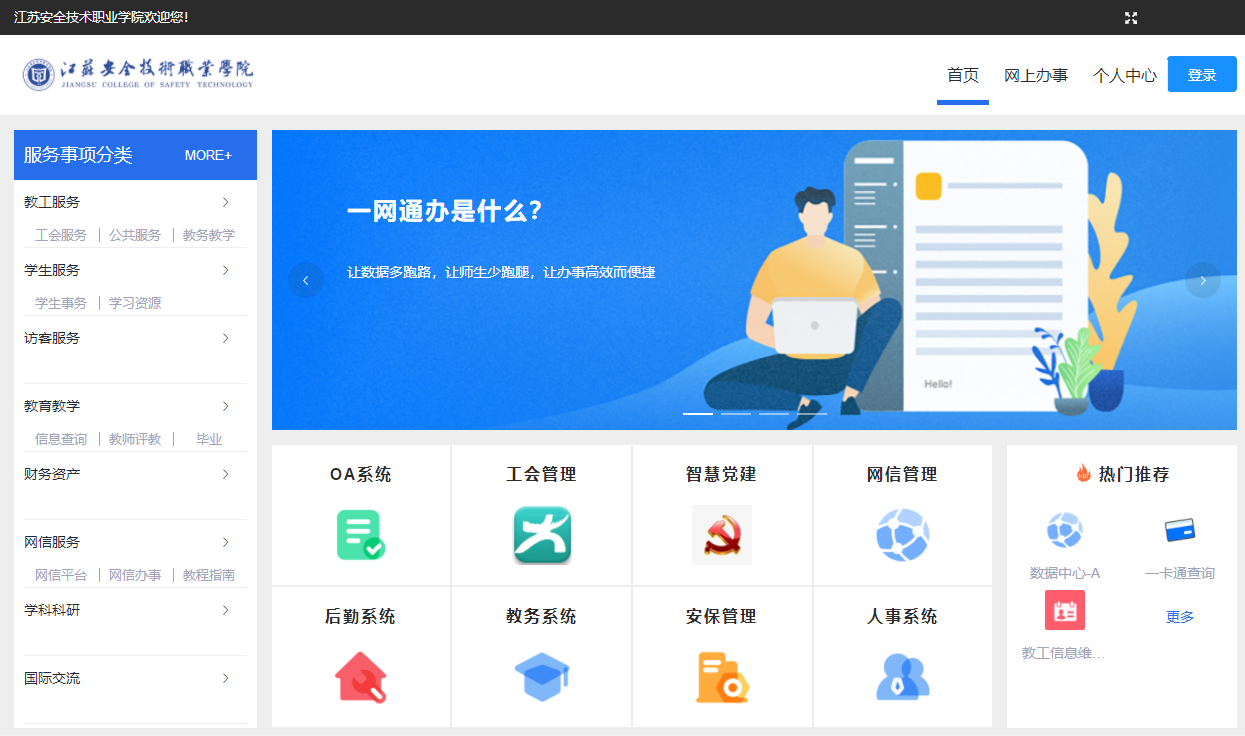 江苏安全技术职业学院欢迎您!
江蘇安全技術職業學院
JIANGSU COLLEGE OF SAFETY TECHNOLOGY
首页 网上办事 个人中心 登录
服务事项分类 MORE+
教工服务
工会服务 公共服务 教务教学
学生服务
学生事务 学习资源
访客服务
教育教学
信息查询 教师评教 毕业
财务资产
网信服务
网信平台 网信办事 教程指南
学科科研
国际交流
一网通办是什么?
让数据多跑路，让师生少跑腿，让办事高效而便捷
Hello!
OA系统 工会管理 智慧党建 网信管理
后勤系统 教务系统 安保管理 人事系统
HOT 热门推荐
数据中心-A 一卡通查询
更多
教工信息维...